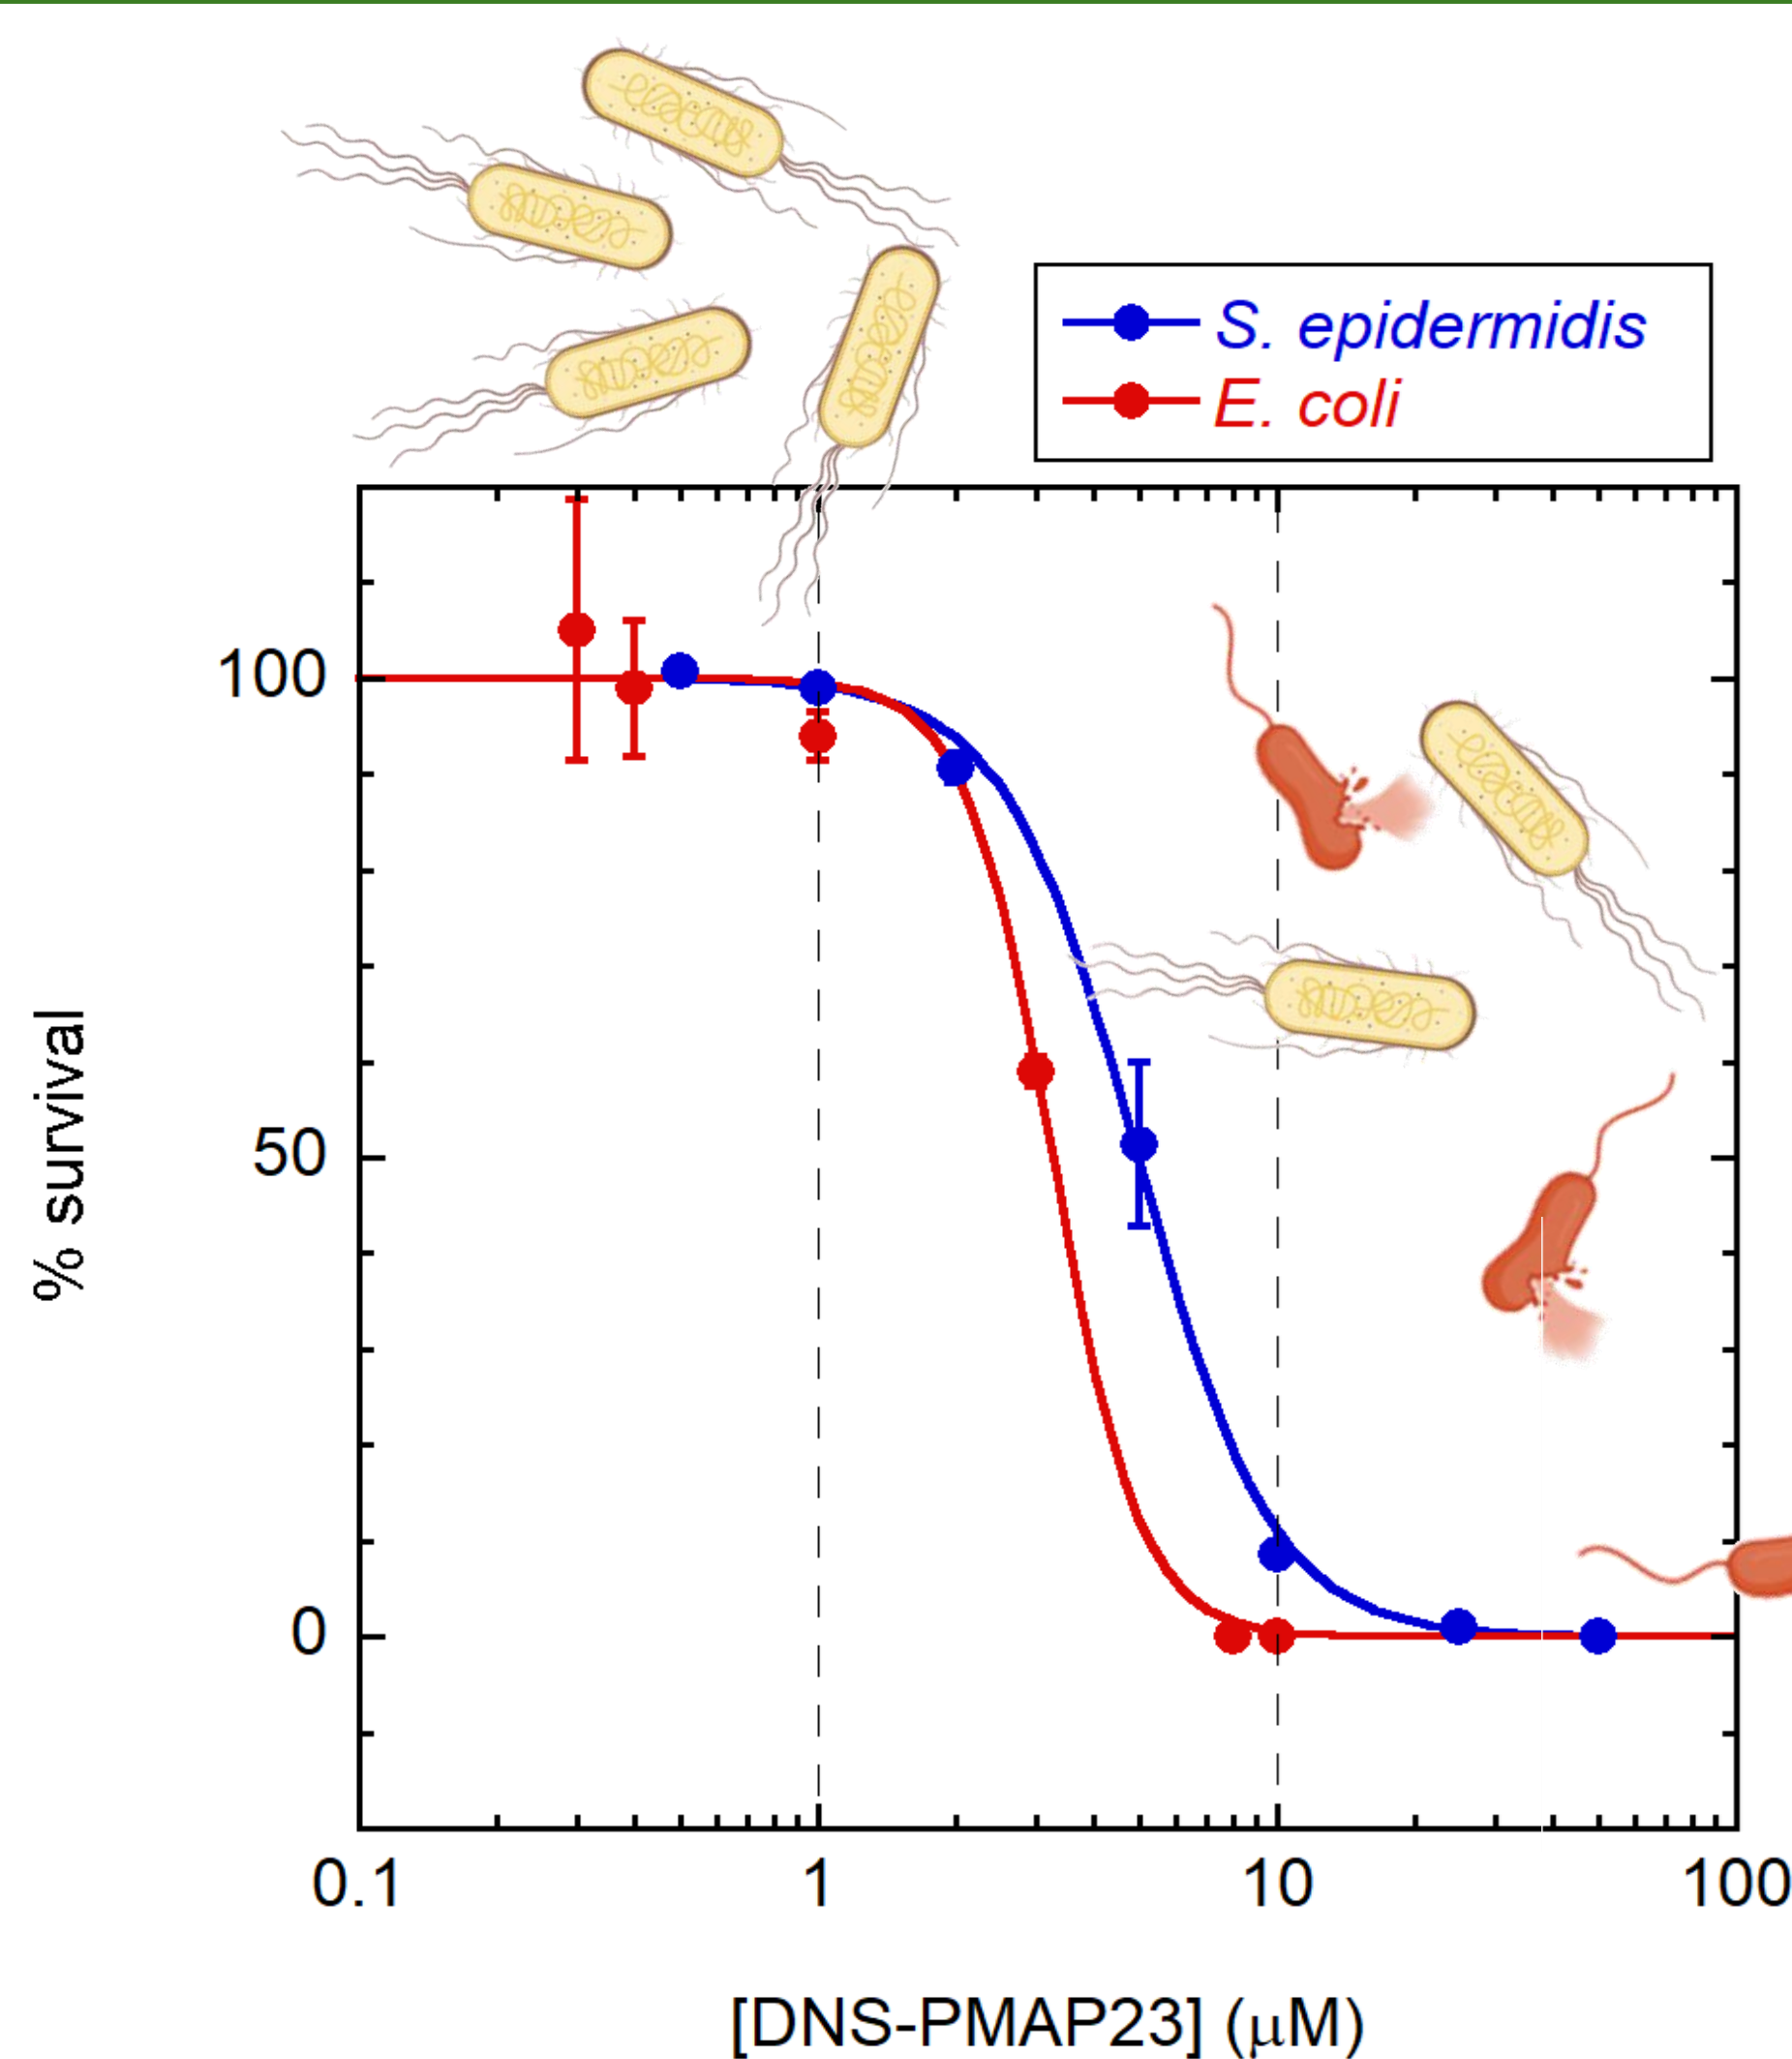 S. epidermidis
E. coli
% survival
100
50
0
0.1
1
10
100
[DNS-PMAP23] (μM)